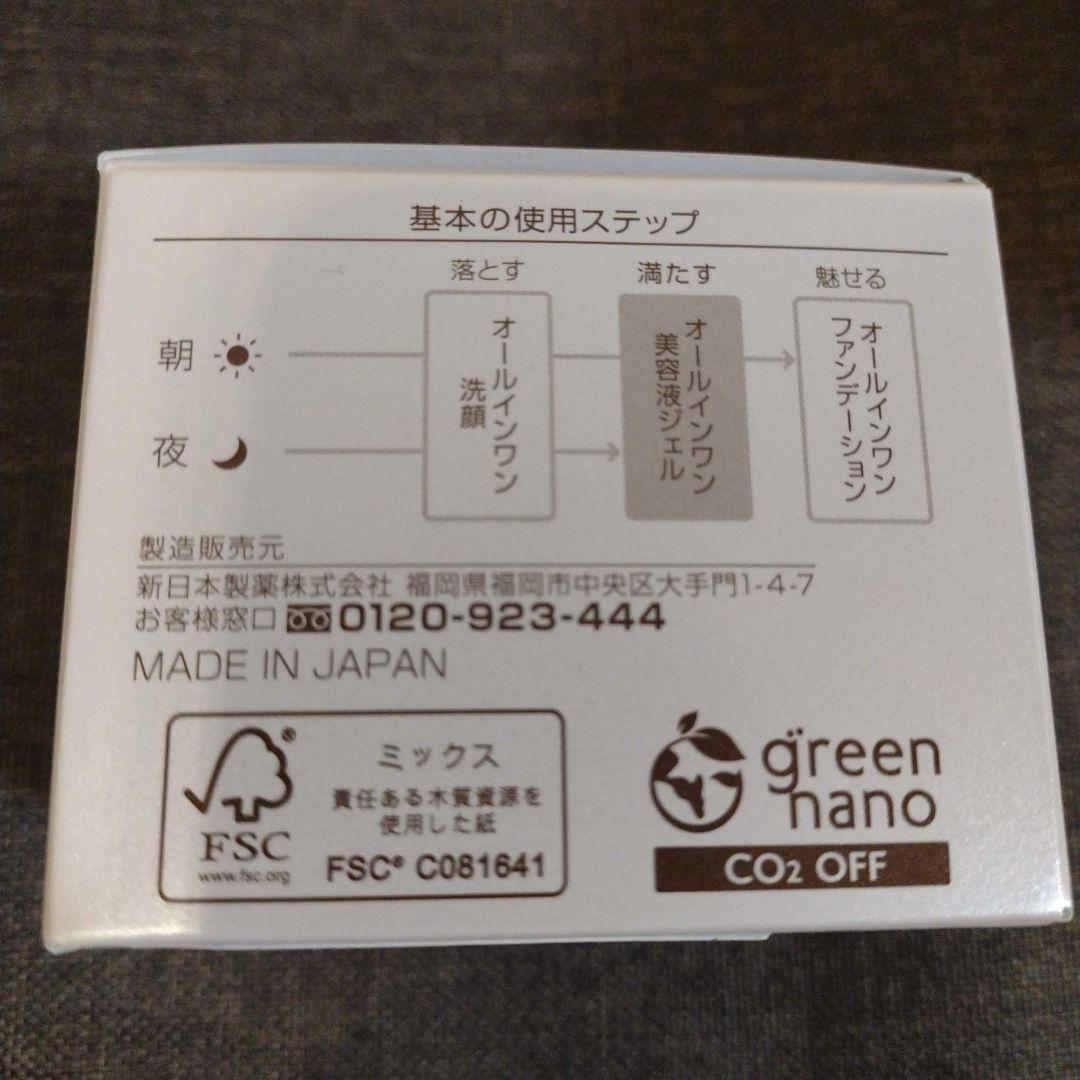 基本の使用ステップ
落とす
満たす
魅せる
朝
夜
オールインワン
洗顔
オールインワン
美容液ジェル
オールインワン
ファンデーション
製造販売元
新日本製薬株式会社 福岡県福岡市中央区大手門1-4-7
お客様窓口 0120-923-444
MADE IN JAPAN
FSC®
www.fsc.org
ミックス
責任ある木質資源を
使用した紙
FSC® C081641
green
nano
CO₂ OFF